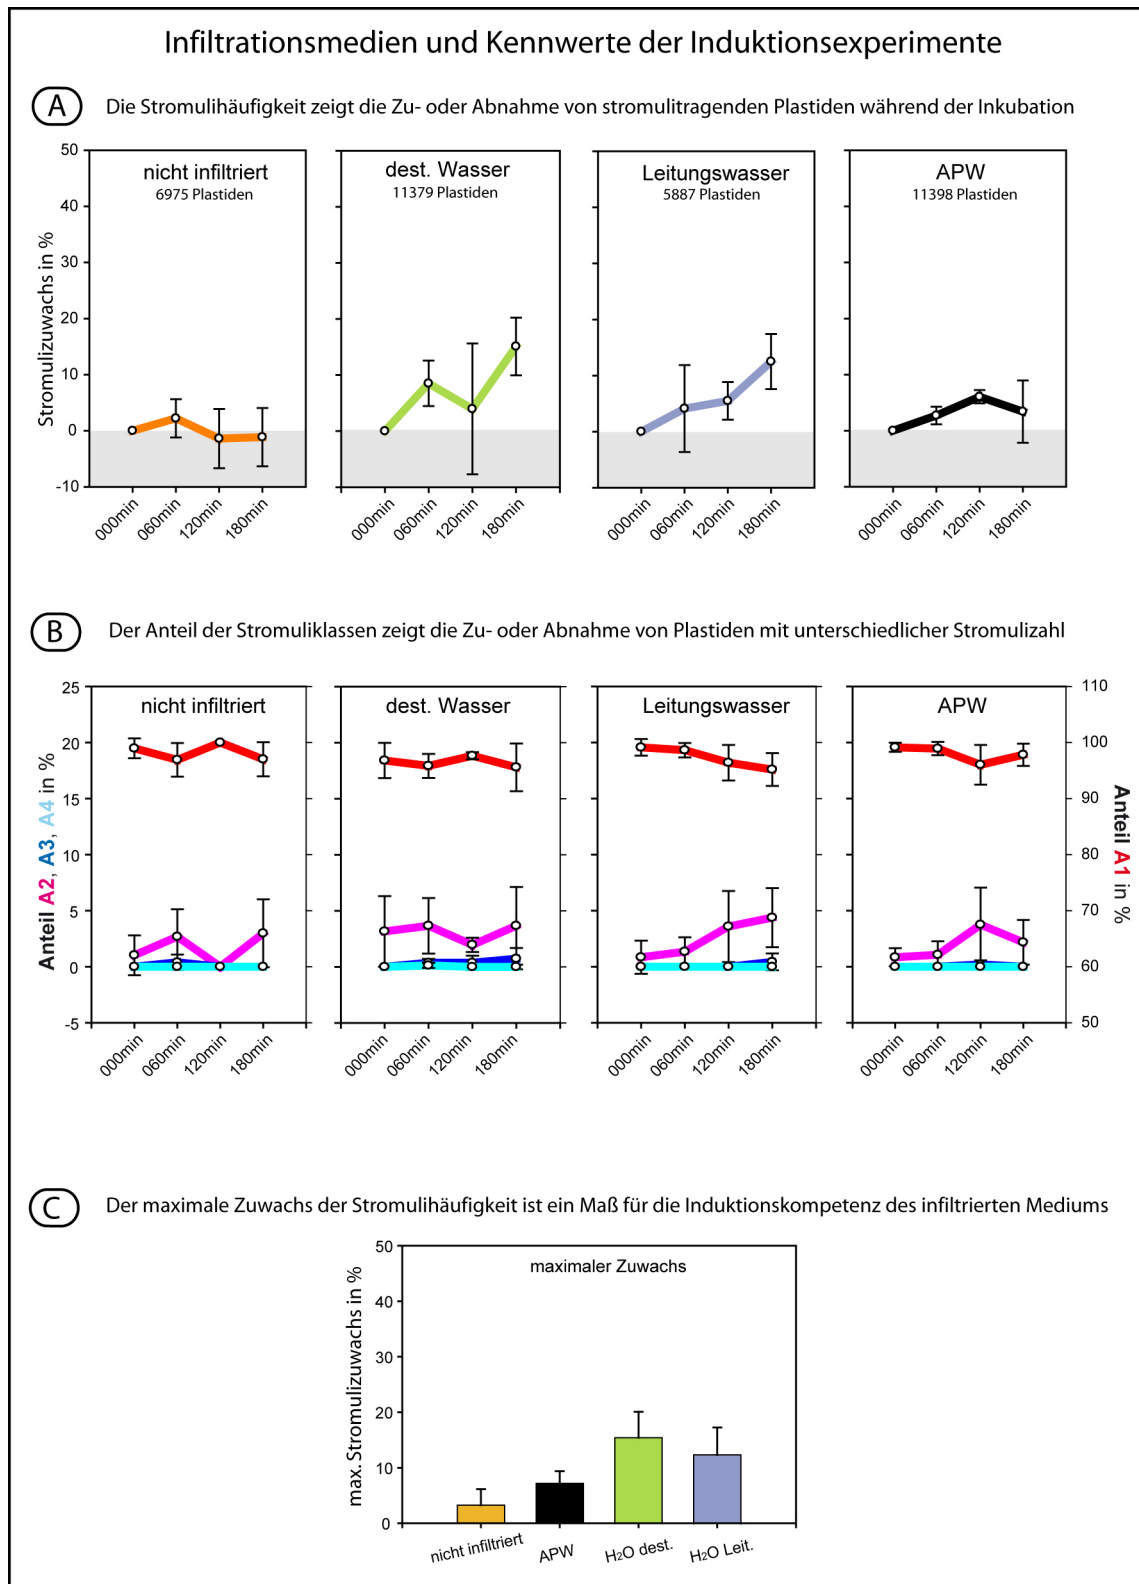 Infiltrationsmedien und Kennwerte der Induktionsexperimente
A Die Stromulihäufigkeit zeigt die Zu- oder Abnahme von stromulitragenden Plastiden während der Inkubation
Stromulizuwachs in %
50
40
30
20
10
0
-10
nicht infiltriert
6975 Plastiden
000min 060min 120min 180min
dest. Wasser
11379 Plastiden
000min 060min 120min 180min
Leitungswasser
5887 Plastiden
000min 060min 120min 180min
APW
11398 Plastiden
000min 060min 120min 180min
B Der Anteil der Stromuliklassen zeigt die Zu- oder Abnahme von Plastiden mit unterschiedlicher Stromulizahl
Anteil A2, A3, A4 in %
25
20
15
10
5
0
-5
nicht infiltriert
000min 060min 120min 180min
dest. Wasser
000min 060min 120min 180min
Leitungswasser
000min 060min 120min 180min
APW
000min 060min 120min 180min
110
100
90
80
70
60
50
Anteil A1 in %
C Der maximale Zuwachs der Stromulihäufigkeit ist ein Maß für die Induktionskompetenz des infiltrierten Mediums
max. Stromulizuwachs in %
50
40
30
20
10
0
maximaler Zuwachs
nicht infiltriert APW H₂O dest. H₂O Leit.